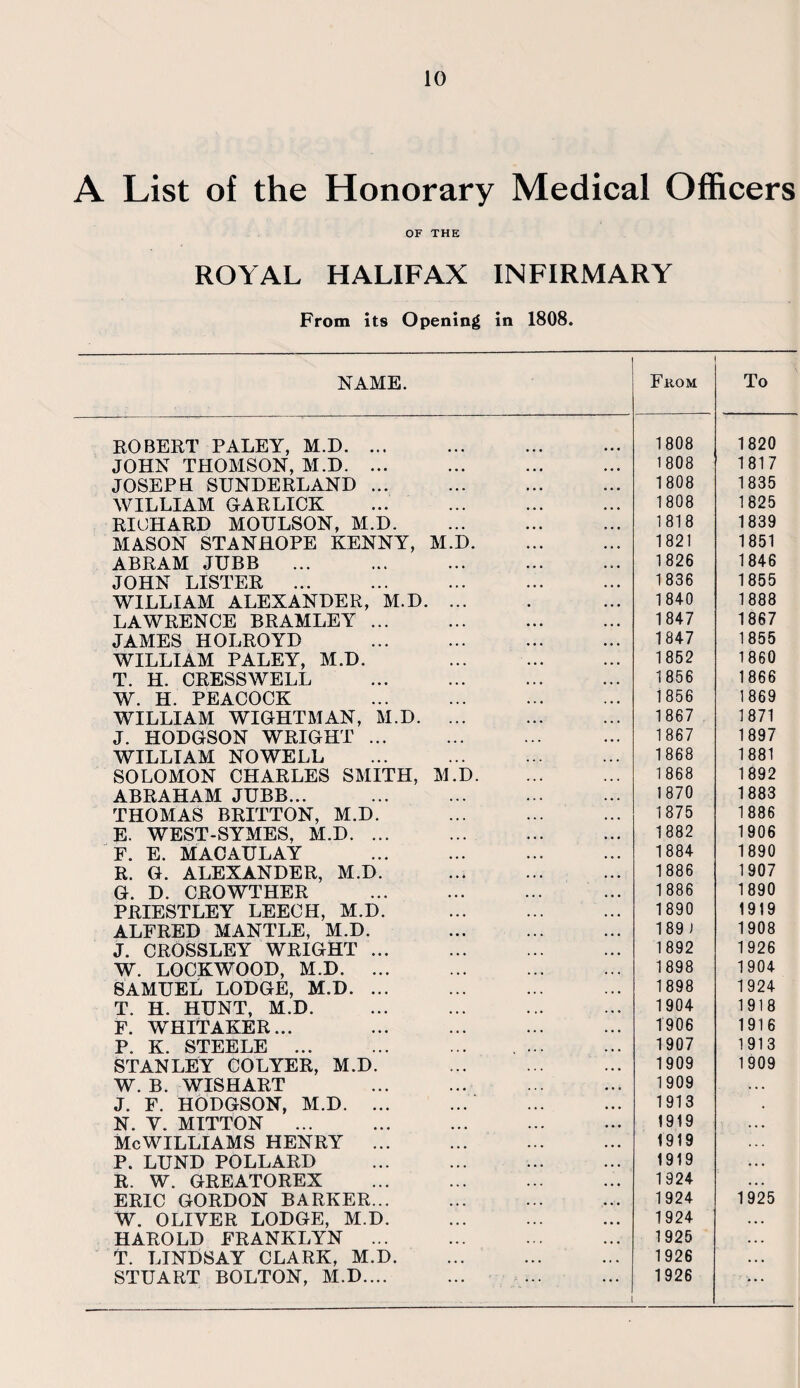 10
A List of the Honorary Medical Officers
OF THE
ROYAL HALIFAX INFIRMARY
From its Opening in 1808.
NAME. From To
ROBERT PALEY, M.D. ... ... ... ... 1808 1820
JOHN THOMSON, M.D. ... ... ... ... 1808 1817
JOSEPH SUNDERLAND ... ... ... ... 1808 1835
WILLIAM GARLICK ... ... ... ... 1808 1825
RICHARD MOULSON, M.D. ... ... ... 1818 1839
MASON STANHOPE KENNY, M.D. ... ... 1821 1851
ABRAM JUBB ... ... ... ... ... 1826 1846
JOHN LISTER ... ... ... ... ... 1836 1855
WILLIAM ALEXANDER, M.D. ... . ... 1840 1888
LAWRENCE BRAMLEY ... ... ... ... 1847 1867
JAMES HOLROYD ... ... ... ... 1847 1855
WILLIAM PALEY, M.D. ... ... ... 1852 1860
T. H. CRESSWELL ... ... ... ... 1856 1866
W. H. PEACOCK ... ... ... ... 1856 1869
WILLIAM WIGHTMAN, M.D. ... ... ... 1867 1871
J. HODGSON WRIGHT ... ... ... ... 1867 1897
WILLIAM NOWELL ... ... ... ... 1868 1881
SOLOMON CHARLES SMITH, M.D. ... ... 1868 1892
ABRAHAM JUBB... ... ... ... ... 1870 1883
THOMAS BRITTON, M.D. ... ... ... 1875 1886
E. WEST-SYMES, M.D. ... ... ... ... 1882 1906
F. E. MACAULAY ... ... ... ... 1884 1890
R. G. ALEXANDER, M.D. ... ... ... 1886 1907
G. D. CROWTHER ... ... ... ... 1886 1890
PRIESTLEY LEECH, M.D. ... ... ... 1890 1919
ALFRED MANTLE, M.D. ... ... ... 1891 1908
J. CROSSLEY WRIGHT ... ... ... ... 1892 1926
W. LOCKWOOD, M.D. ... ... ... ... 1898 1904
SAMUEL LODGE, M.D. ... ... ... ... 1898 1924
T. H. HUNT, M.D. ... ... ... ... 1904 1918
F. WHITAKER... ... ... ... ... 1906 1916
P. K. STEELE ... ... ... ... ... 1907 1913
STANLEY COLYER, M.D. ... ... ... 1909 1909
W. B. WISHART ... ... ... ... 1909 ...
J. F. HODGSON, M.D. ... ... ... ... 1913 .
N. V. MITTON ... ... ... ... ... 1919 ...
McWILLIAMS HENRY ... ... ... ... 1919 ...
P. LUND POLLARD ... ... ... ... 1919 ...
R. W. GREATOREX ... ... ... ... 1924 ...
ERIC GORDON BARKER... ... ... ... 1924 1925
W. OLIVER LODGE, M.D. ... ... ... 1924 ...
HAROLD FRANKLYN ... ... ... ... 1925 ...
T. LINDSAY CLARK, M.D. ... ... ... 1926 ...
STUART BOLTON, M.D.... ... ... ... 1926 ...